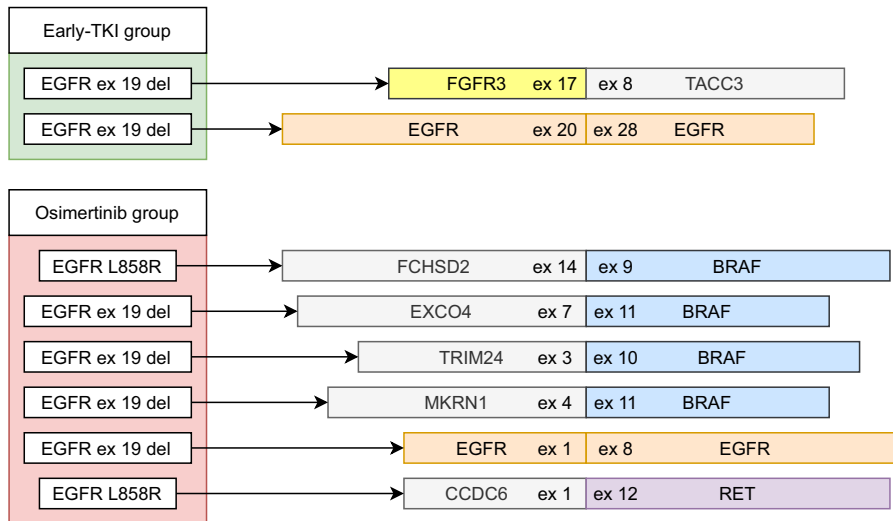 Early-TKI group
EGFR ex 19 del FGFR3 ex 17 ex 8 TACC3
EGFR ex 19 del EGFR ex 20 ex 28 EGFR
Osimertinib group
EGFR L858R FCHSD2 ex 14 ex 9 BRAF
EGFR ex 19 del EXCO4 ex 7 ex 11 BRAF
EGFR ex 19 del TRIM24 ex 3 ex 10 BRAF
EGFR ex 19 del MKRN1 ex 4 ex 11 BRAF
EGFR ex 19 del EGFR ex 1 ex 8 EGFR
EGFR L858R CCDC6 ex 1 ex 12 RET